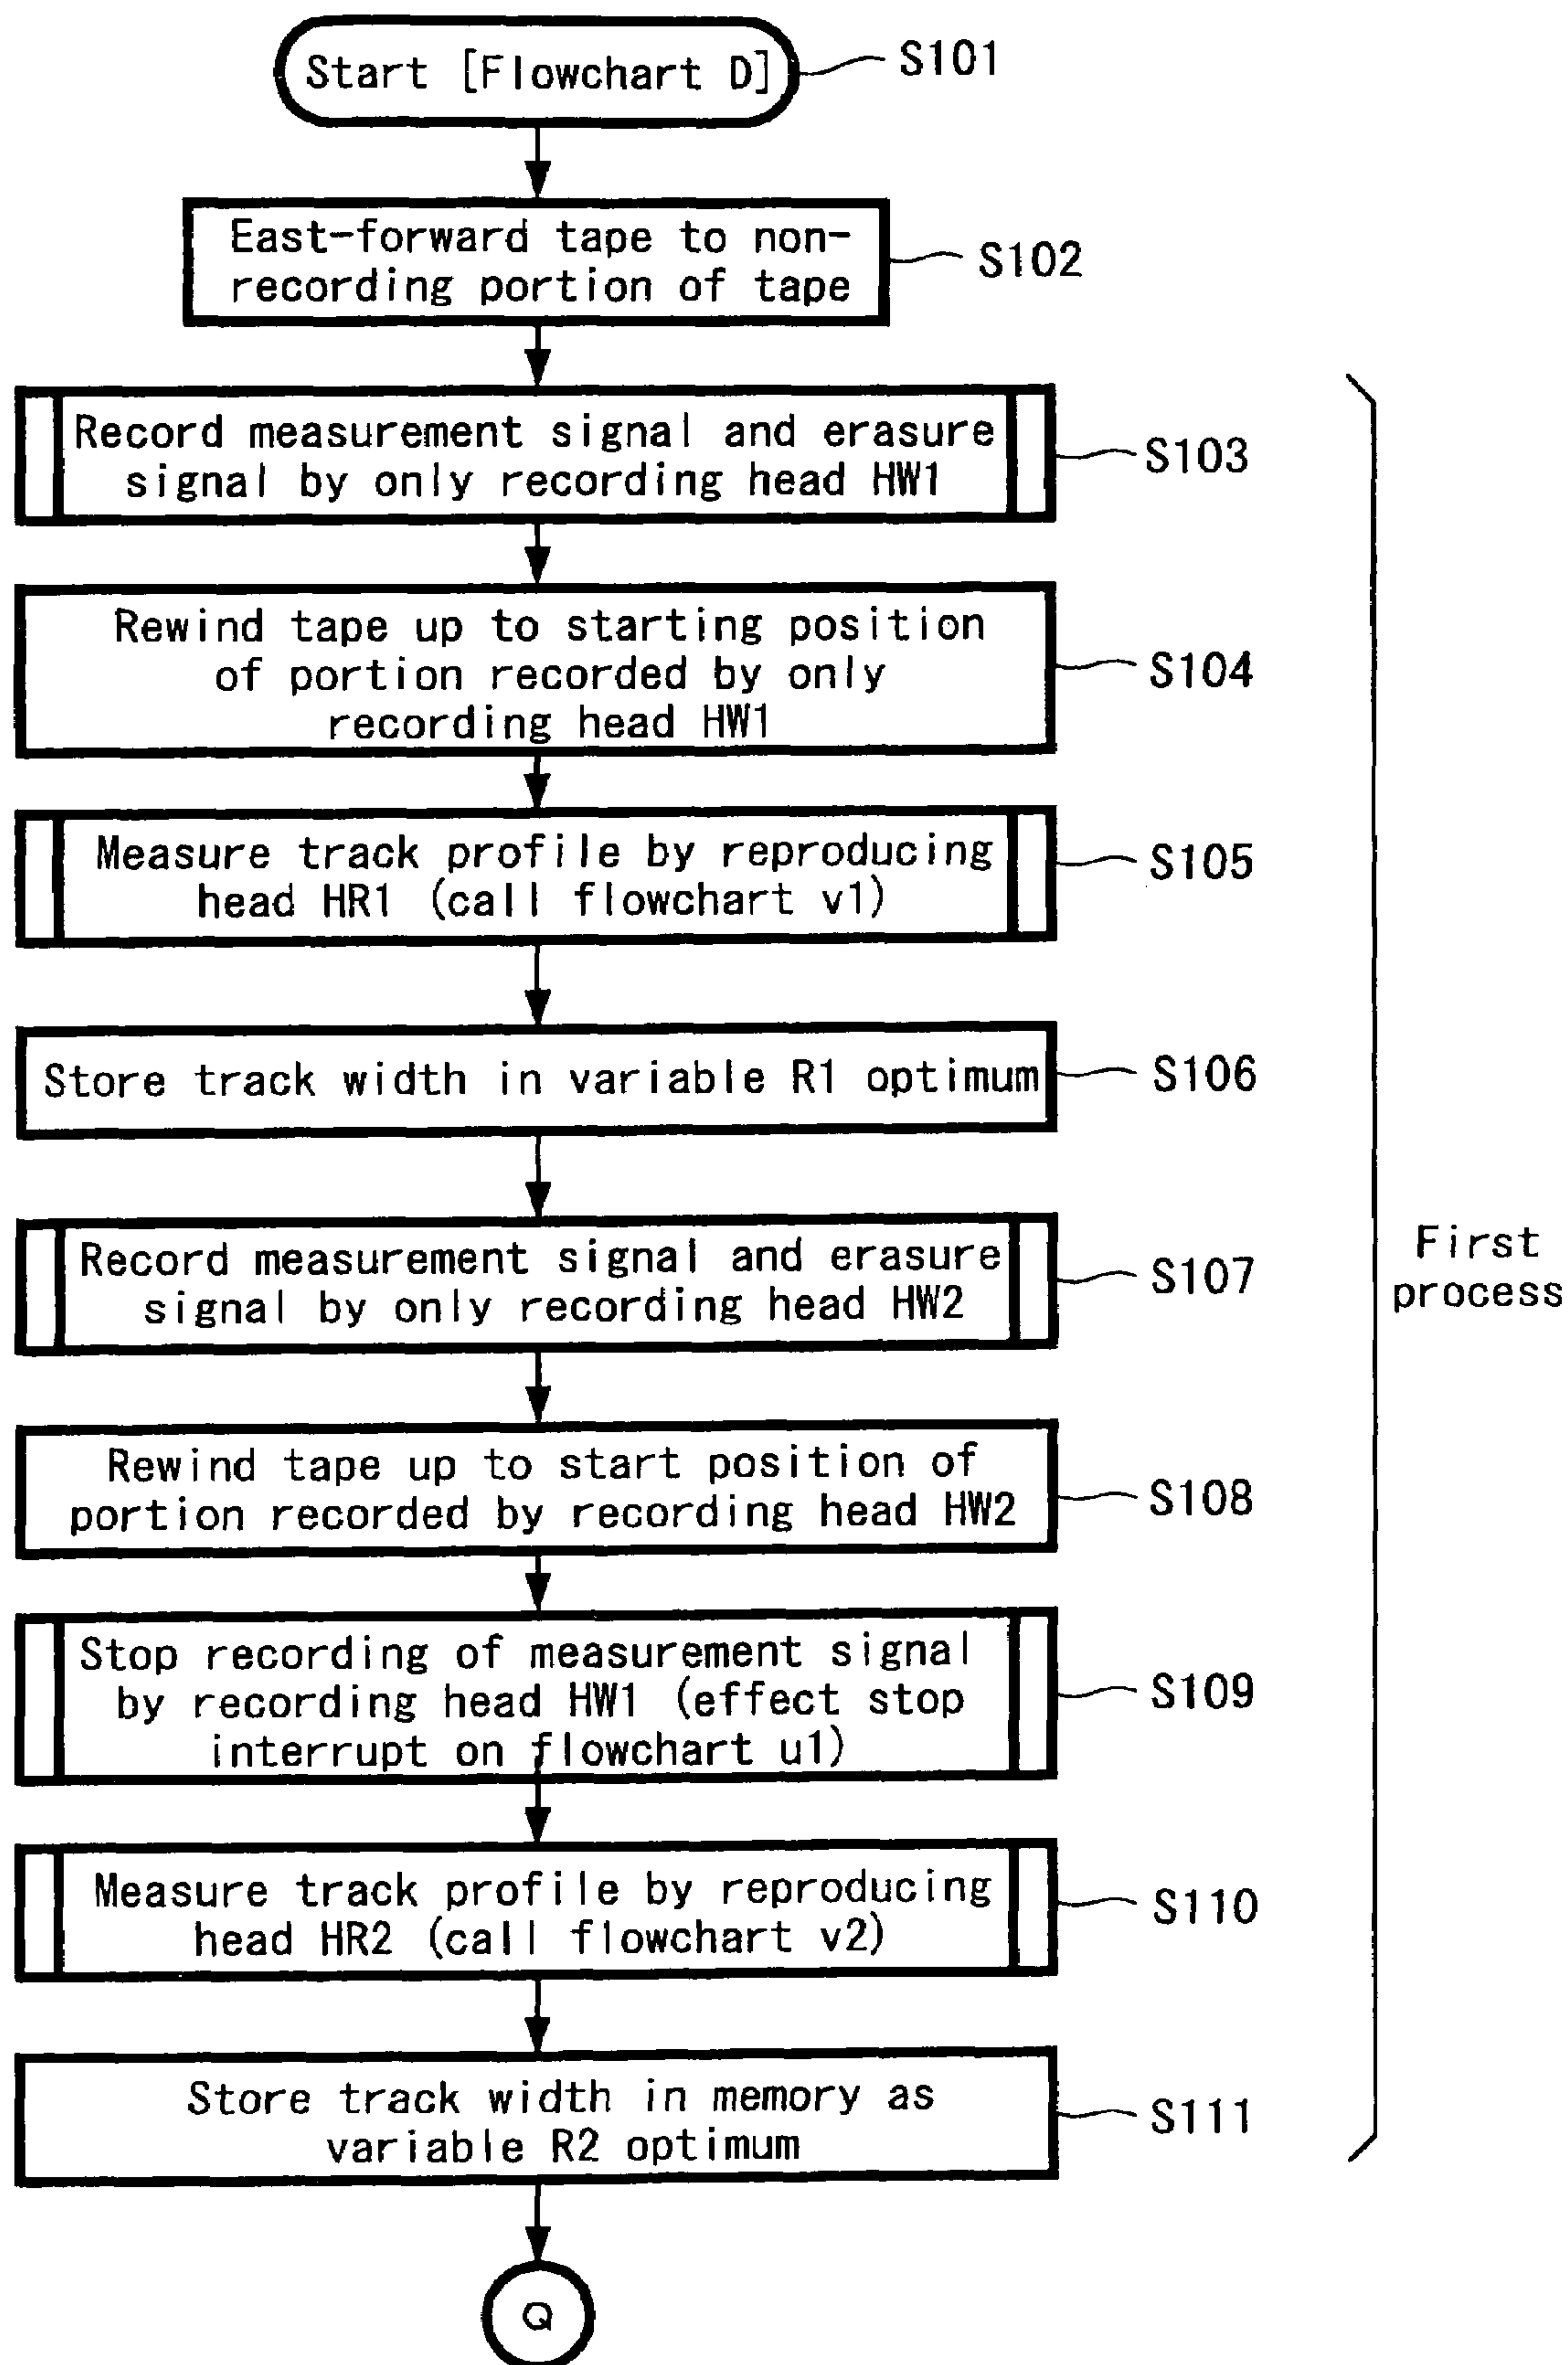 Start [Flowchart D]
S101
East-forward tape to non-
recording portion of tape
S102
Record measurement signal and erasure
signal by only recording head HW1
S103
Rewind tape up to starting position
of portion recorded by only
recording head HW1
S104
Measure track profile by reproducing
head HR1 (call flowchart v1)
S105
Store track width in variable R1 optimum
S106
Record measurement signal and erasure
signal by only recording head HW2
S107
First
process
Rewind tape up to start position of
portion recorded by recording head HW2
S108
Stop recording of measurement signal
by recording head HW1 (effect stop
interrupt on flowchart u1)
S109
Measure track profile by reproducing
head HR2 (call flowchart v2)
S110
Store track width in memory as
variable R2 optimum
S111
Q